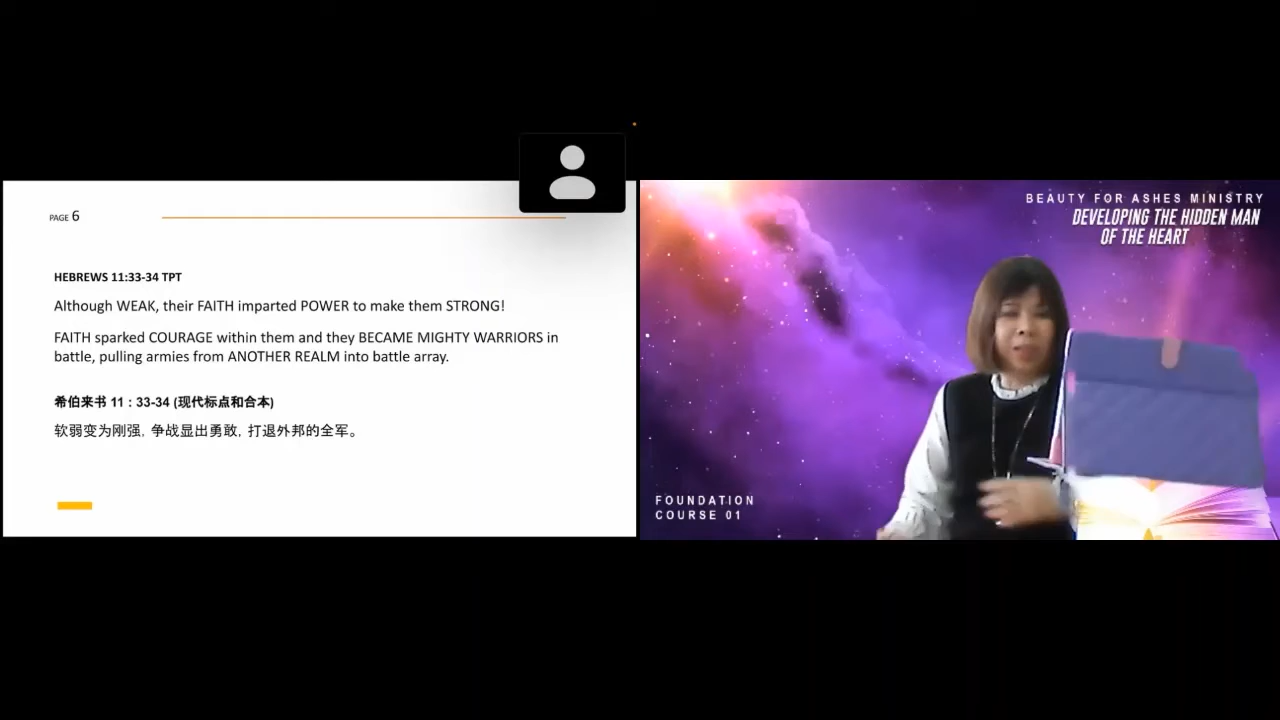 PAGE 6
HEBREWS 11:33-34 TPT
Although WEAK, their FAITH imparted POWER to make them STRONG!
FAITH sparked COURAGE within them and they BECAME MIGHTY WARRIORS in
battle, pulling armies from ANOTHER REALM into battle array.
希伯来书 11 : 33-34 (现代标点和合本)
软弱变为刚强, 争战显出勇敢, 打退外邦的全军。
BEAUTY FOR ASHES MINISTRY
DEVELOPING THE HIDDEN MAN
OF THE HEART
FOUNDATION
COURSE 01